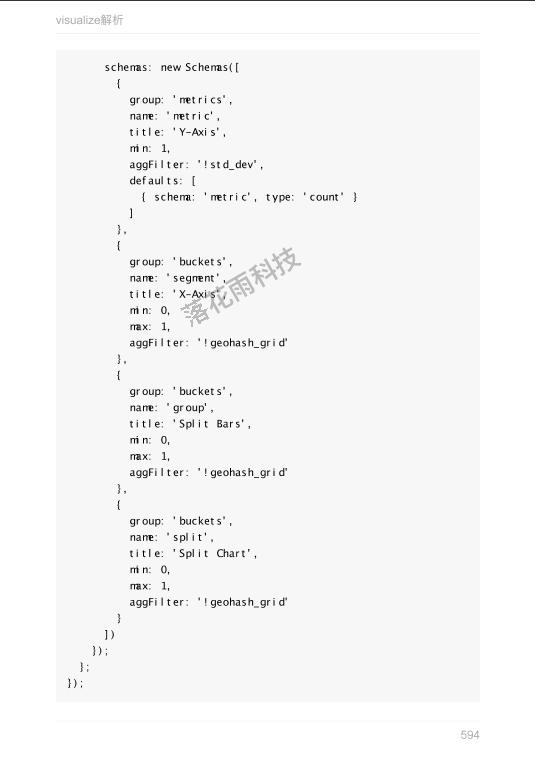 visualize解析
schemas: new Schemas([
{
group: 'metrics',
name: 'metric',
title: 'Y-Axis',
min: 1,
aggFilter: '!std_dev',
defaults: [
{ schema: 'metric', type: 'count' }
]
},
{
group: 'buckets',
name: 'segment',
title: 'X-Axis',
min: 0,
max: 1,
aggFilter: '!geohash_grid'
},
{
group: 'buckets',
name: 'group',
title: 'Split Bars',
min: 0,
max: 1,
aggFilter: '!geohash_grid'
},
{
group: 'buckets',
name: 'split',
title: 'Split Chart',
min: 0,
max: 1,
aggFilter: '!geohash_grid'
}
])
});
};
});
落花雨科技
594